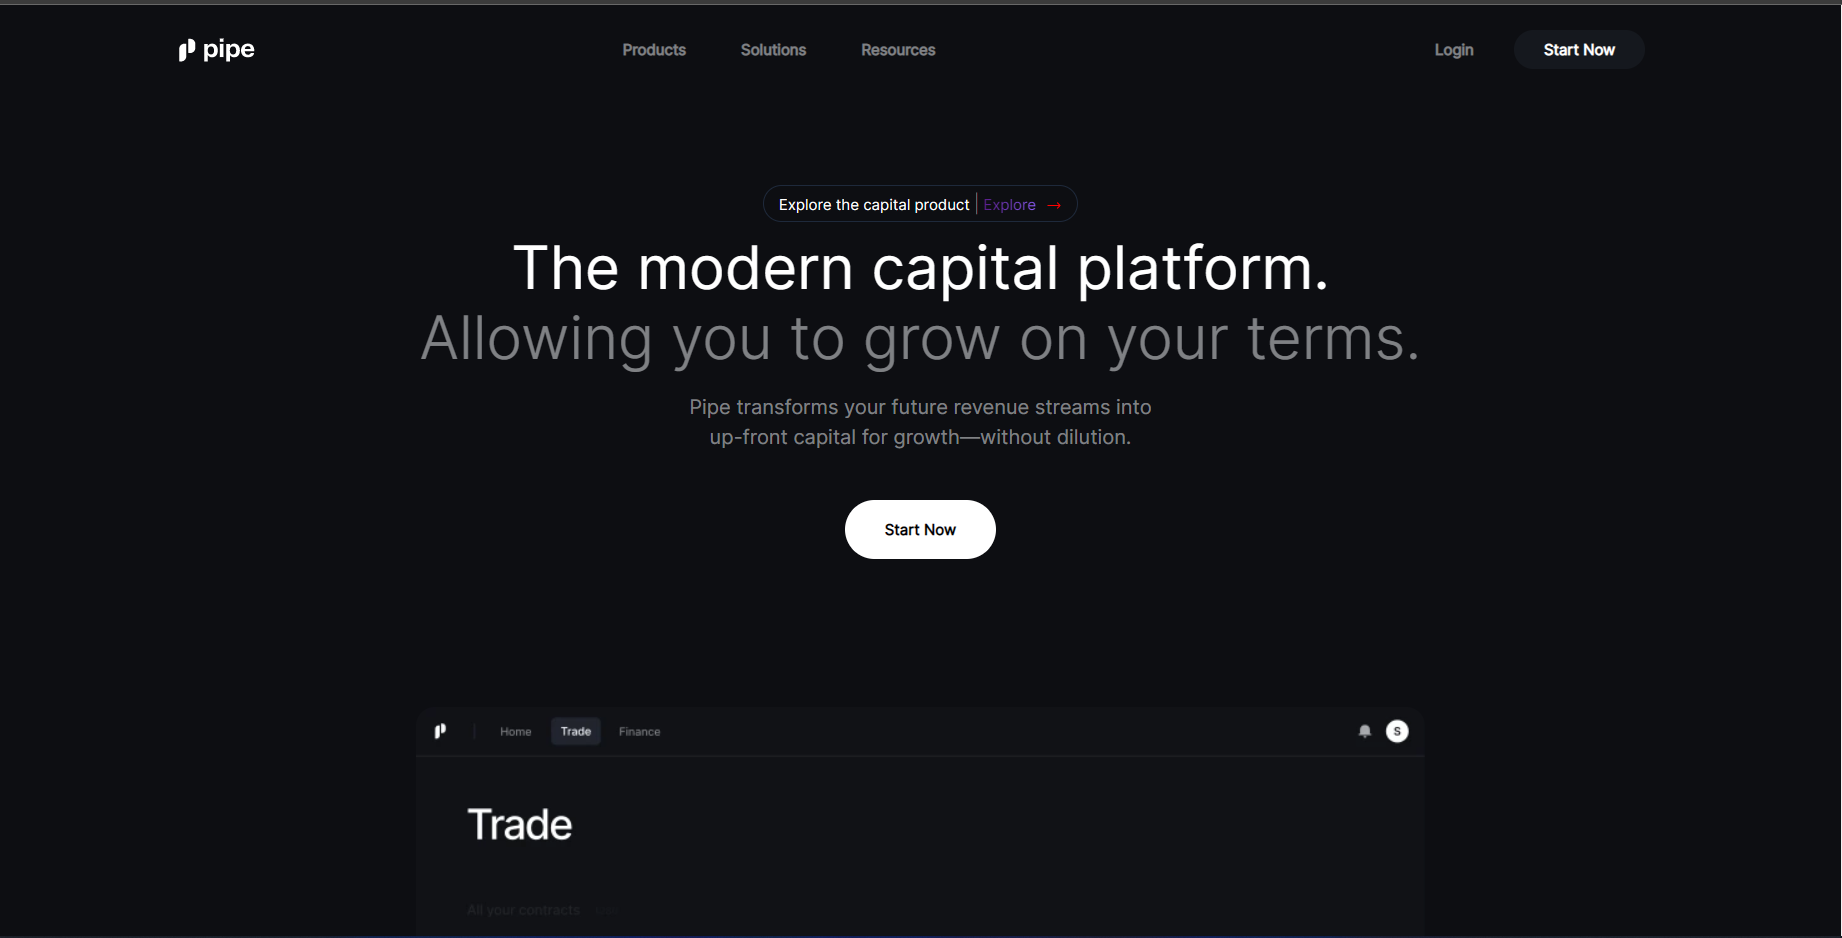 pipe
Products
Solutions
Resources
Login
Start Now
Explore the capital product
Explore →
The modern capital platform.
Allowing you to grow on your terms.
Pipe transforms your future revenue streams into
up-front capital for growth—without dilution.
Start Now
Home
Trade
Finance
S
Trade
All your contracts